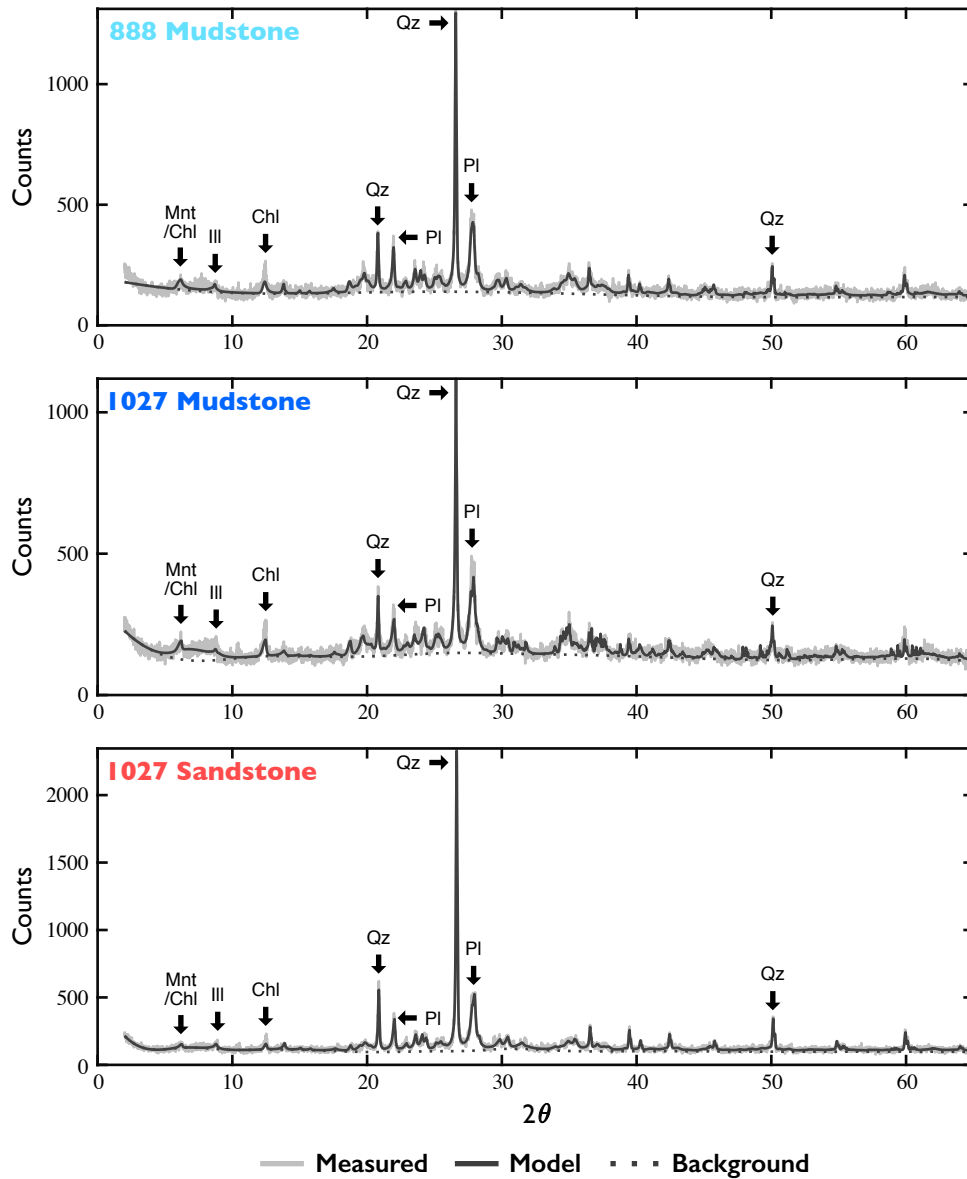 888 Mudstone
Qz
1000
Counts
Pl
500
Qz
Mnt
/Chl
Ill
Chl
Pl
Qz
0
0 10 20 30 40 50 60
1027 Mudstone
Qz
1000
Counts
Pl
500
Qz
Mnt
/Chl
Ill
Chl
Pl
Qz
0
0 10 20 30 40 50 60
1027 Sandstone
Qz
2000
1500
Counts
1000
Qz
Pl
Mnt
/Chl
Ill
Chl
Qz
500
Pl
0
0 10 20 30 40 50 60
2θ
Measured Model Background